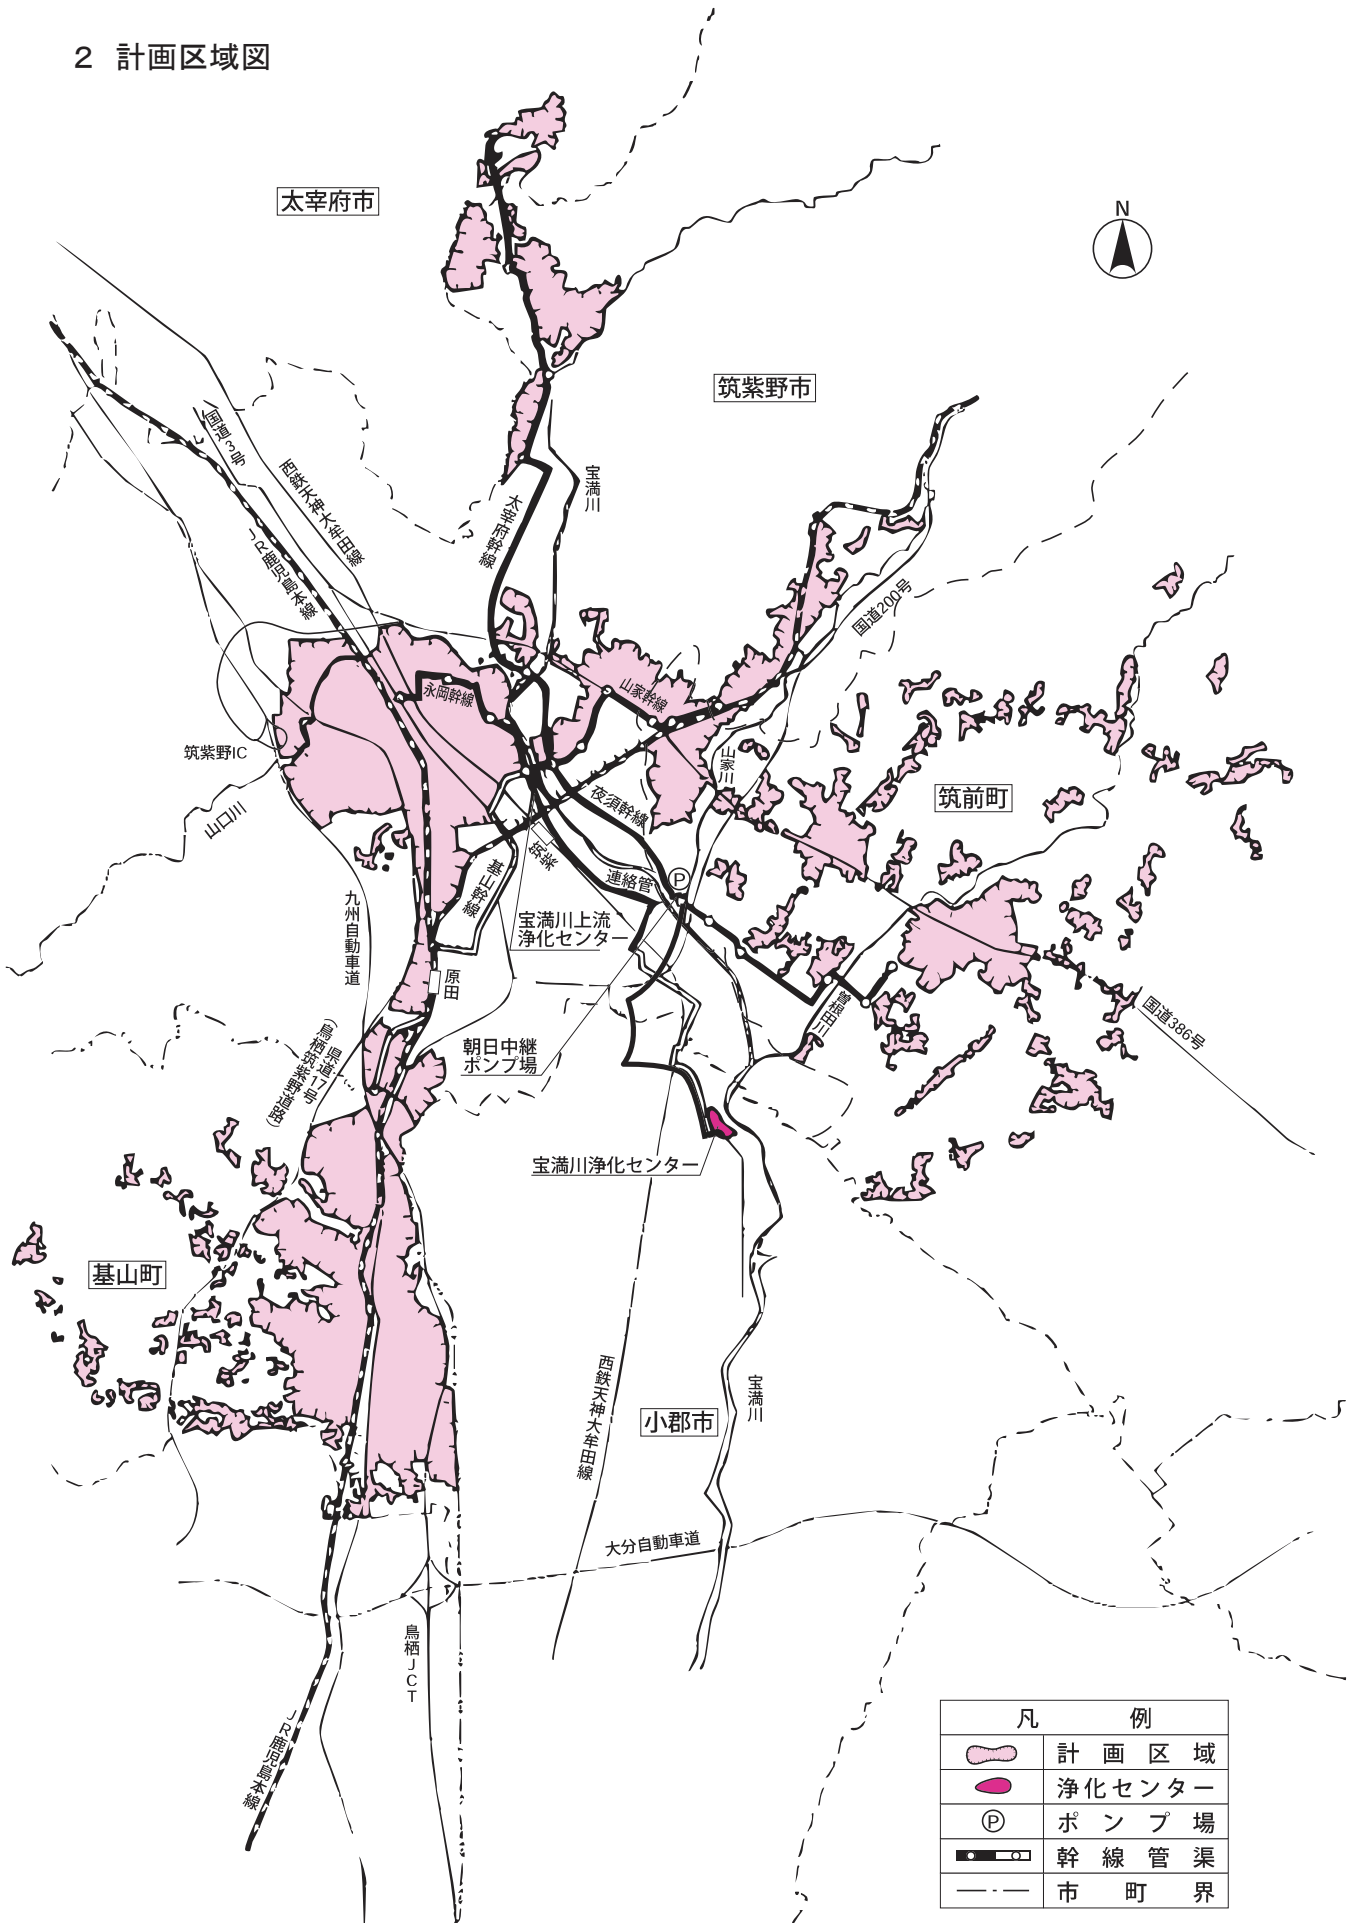 2 計画区域図
太宰府市
N
筑紫野市
国道3号
西鉄天神大牟田線
JR鹿児島本線
太宰府幹線
宝満川
国道200号
永岡幹線
山家幹線
筑紫野IC
山家川
筑前町
山口川
夜須幹線
筑紫
基山幹線
連絡管
P
九州自動車道
宝満川上流
浄化センター
原田
曽根田川
国道386号
県道17号
(鳥栖筑紫野道路)
朝日中継
ポンプ場
宝満川浄化センター
基山町
西鉄天神大牟田線
宝満川
小郡市
大分自動車道
鳥栖JCT
JR鹿児島本線
凡例
計画区域
浄化センター
P ポンプ場
幹線管渠
市町界